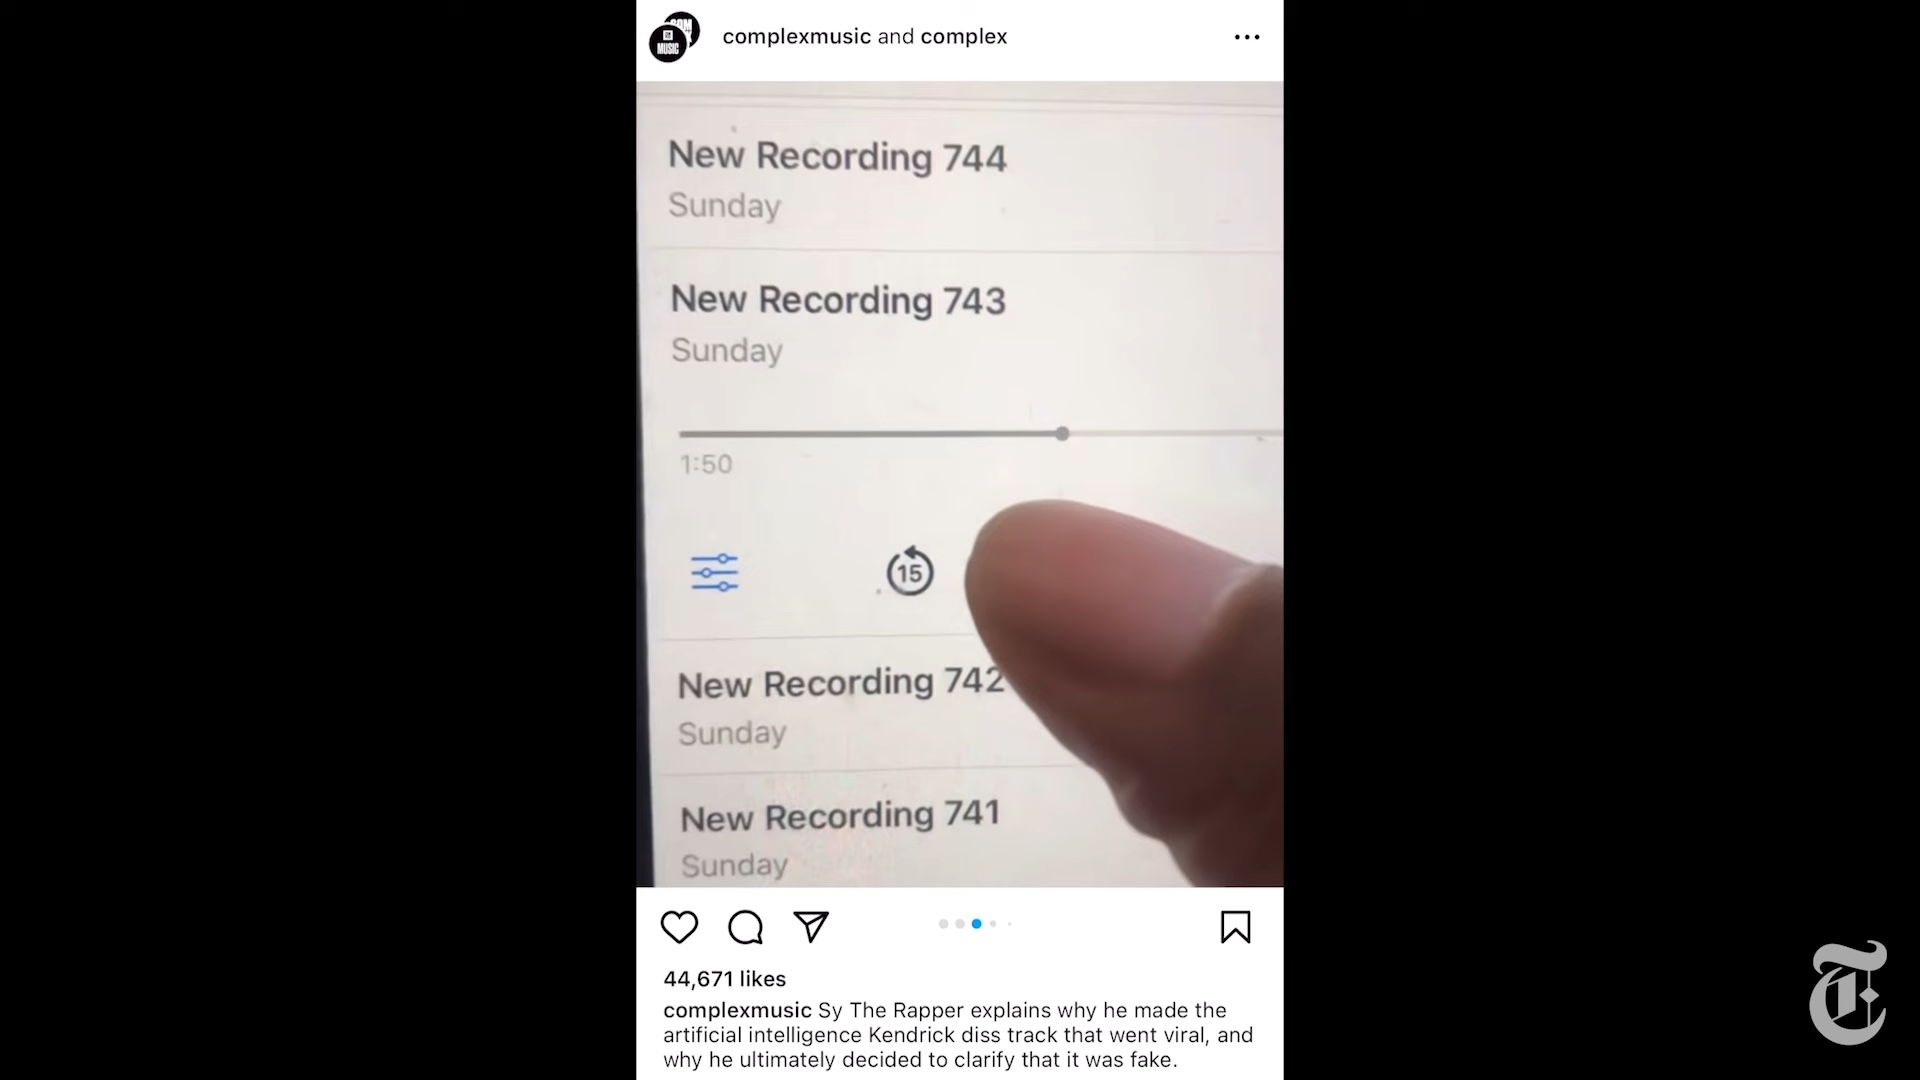 COM
MUSIC
complexmusic and complex
New Recording 744
Sunday
New Recording 743
Sunday
1:50
15
New Recording 742
Sunday
New Recording 741
Sunday
44,671 likes
complexmusic Sy The Rapper explains why he made the
artificial intelligence Kendrick diss track that went viral, and
why he ultimately decided to clarify that it was fake.
T